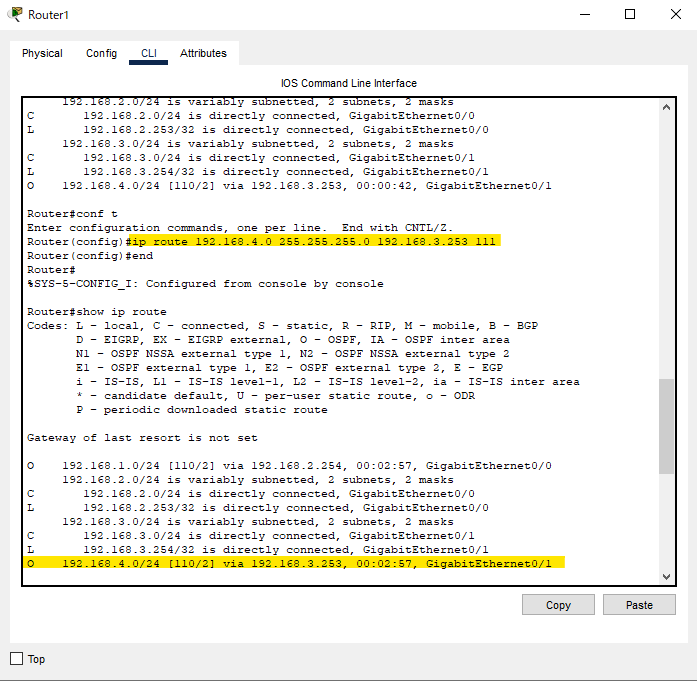 Router1
Physical Config CLI Attributes
IOS Command Line Interface
192.168.2.0/24 is variably subnetted, 2 subnets, 2 masks
C 192.168.2.0/24 is directly connected, GigabitEthernet0/0
L 192.168.2.253/32 is directly connected, GigabitEthernet0/0
192.168.3.0/24 is variably subnetted, 2 subnets, 2 masks
C 192.168.3.0/24 is directly connected, GigabitEthernet0/1
L 192.168.3.254/32 is directly connected, GigabitEthernet0/1
O 192.168.4.0/24 [110/2] via 192.168.3.253, 00:00:42, GigabitEthernet0/1
Router#conf t
Enter configuration commands, one per line. End with CNTL/Z.
Router(config)#ip route 192.168.4.0 255.255.255.0 192.168.3.253 111
Router(config)#end
Router#
%SYS-5-CONFIG_I: Configured from console by console
Router#show ip route
Codes: L - local, C - connected, S - static, R - RIP, M - mobile, B - BGP
D - EIGRP, EX - EIGRP external, O - OSPF, IA - OSPF inter area
N1 - OSPF NSSA external type 1, N2 - OSPF NSSA external type 2
E1 - OSPF external type 1, E2 - OSPF external type 2, E - EGP
i - IS-IS, L1 - IS-IS level-1, L2 - IS-IS level-2, ia - IS-IS inter area
* - candidate default, U - per-user static route, o - ODR
P - periodic downloaded static route
Gateway of last resort is not set
O 192.168.1.0/24 [110/2] via 192.168.2.254, 00:02:57, GigabitEthernet0/0
192.168.2.0/24 is variably subnetted, 2 subnets, 2 masks
C 192.168.2.0/24 is directly connected, GigabitEthernet0/0
L 192.168.2.253/32 is directly connected, GigabitEthernet0/0
192.168.3.0/24 is variably subnetted, 2 subnets, 2 masks
C 192.168.3.0/24 is directly connected, GigabitEthernet0/1
L 192.168.3.254/32 is directly connected, GigabitEthernet0/1
O 192.168.4.0/24 [110/2] via 192.168.3.253, 00:02:57, GigabitEthernet0/1
Copy Paste
Top